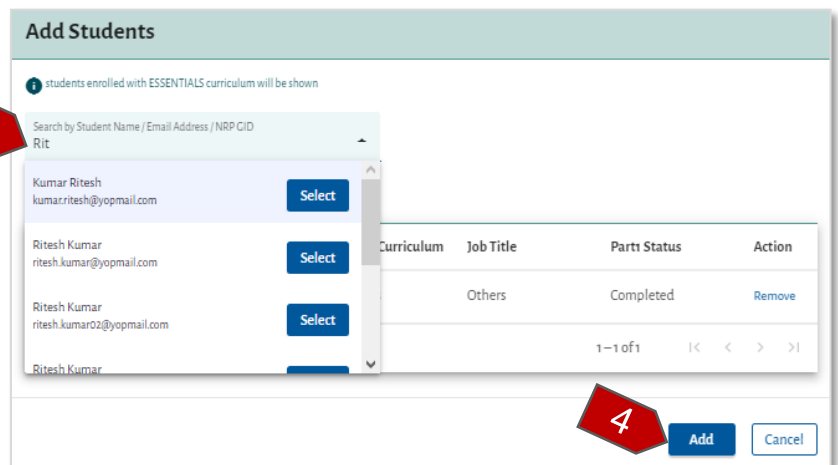 Add Students
i students enrolled with ESSENTIALS curriculum will be shown
Search by Student Name / Email Address / NRP GID
Rit
Kumar Ritesh
kumar.ritesh@yopmail.com
Select
Ritesh Kumar
ritesh.kumar@yopmail.com
Select
Ritesh Kumar
ritesh.kumar02@yopmail.com
Select
Ritesh Kumar
Curriculum Job Title Part1 Status Action
Others Completed Remove
1–1 of 1
4
Add Cancel